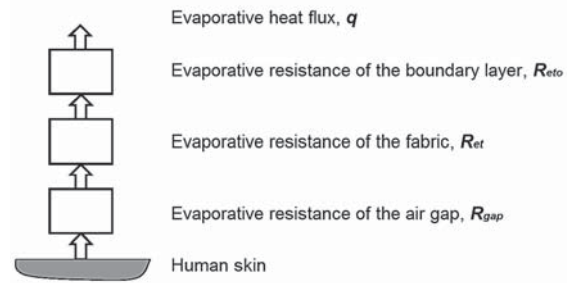 Evaporative heat flux, q
Evaporative resistance of the boundary layer, Reto
Evaporative resistance of the fabric, Ret
Evaporative resistance of the air gap, Rgap
Human skin